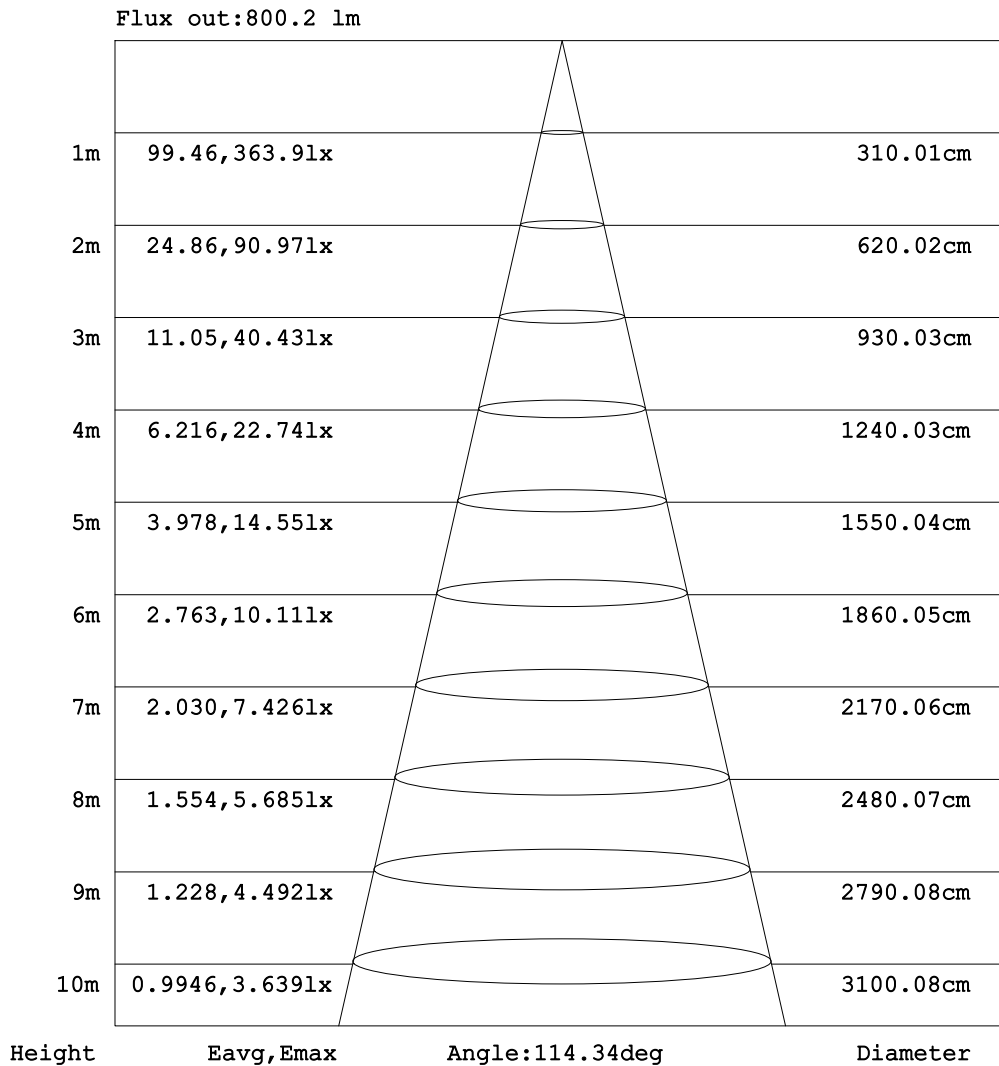 Flux out:800.2 lm
1m 99.46,363.9lx 310.01cm
2m 24.86,90.97lx 620.02cm
3m 11.05,40.43lx 930.03cm
4m 6.216,22.74lx 1240.03cm
5m 3.978,14.55lx 1550.04cm
6m 2.763,10.11lx 1860.05cm
7m 2.030,7.426lx 2170.06cm
8m 1.554,5.685lx 2480.07cm
9m 1.228,4.492lx 2790.08cm
10m 0.9946,3.639lx 3100.08cm
Height Eavg,Emax Angle:114.34deg Diameter